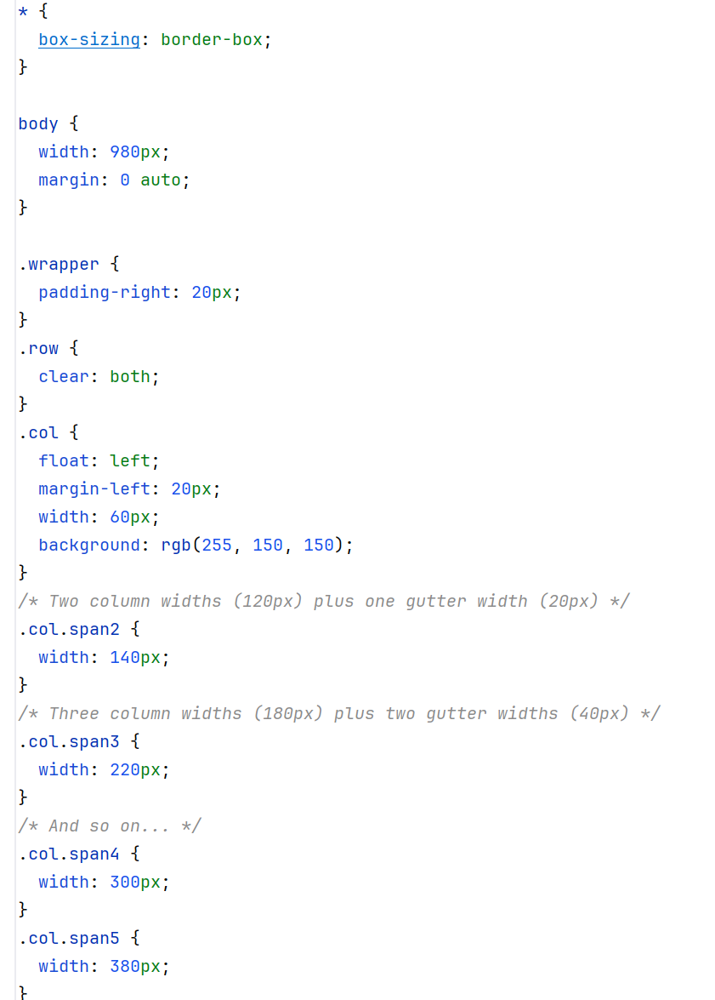 * {
  box-sizing: border-box;
}

body {
  width: 980px;
  margin: 0 auto;
}

.wrapper {
  padding-right: 20px;
}
.row {
  clear: both;
}
.col {
  float: left;
  margin-left: 20px;
  width: 60px;
  background: rgb(255, 150, 150);
}
/* Two column widths (120px) plus one gutter width (20px) */
.col.span2 {
  width: 140px;
}
/* Three column widths (180px) plus two gutter widths (40px) */
.col.span3 {
  width: 220px;
}
/* And so on... */
.col.span4 {
  width: 300px;
}
.col.span5 {
  width: 380px;
}